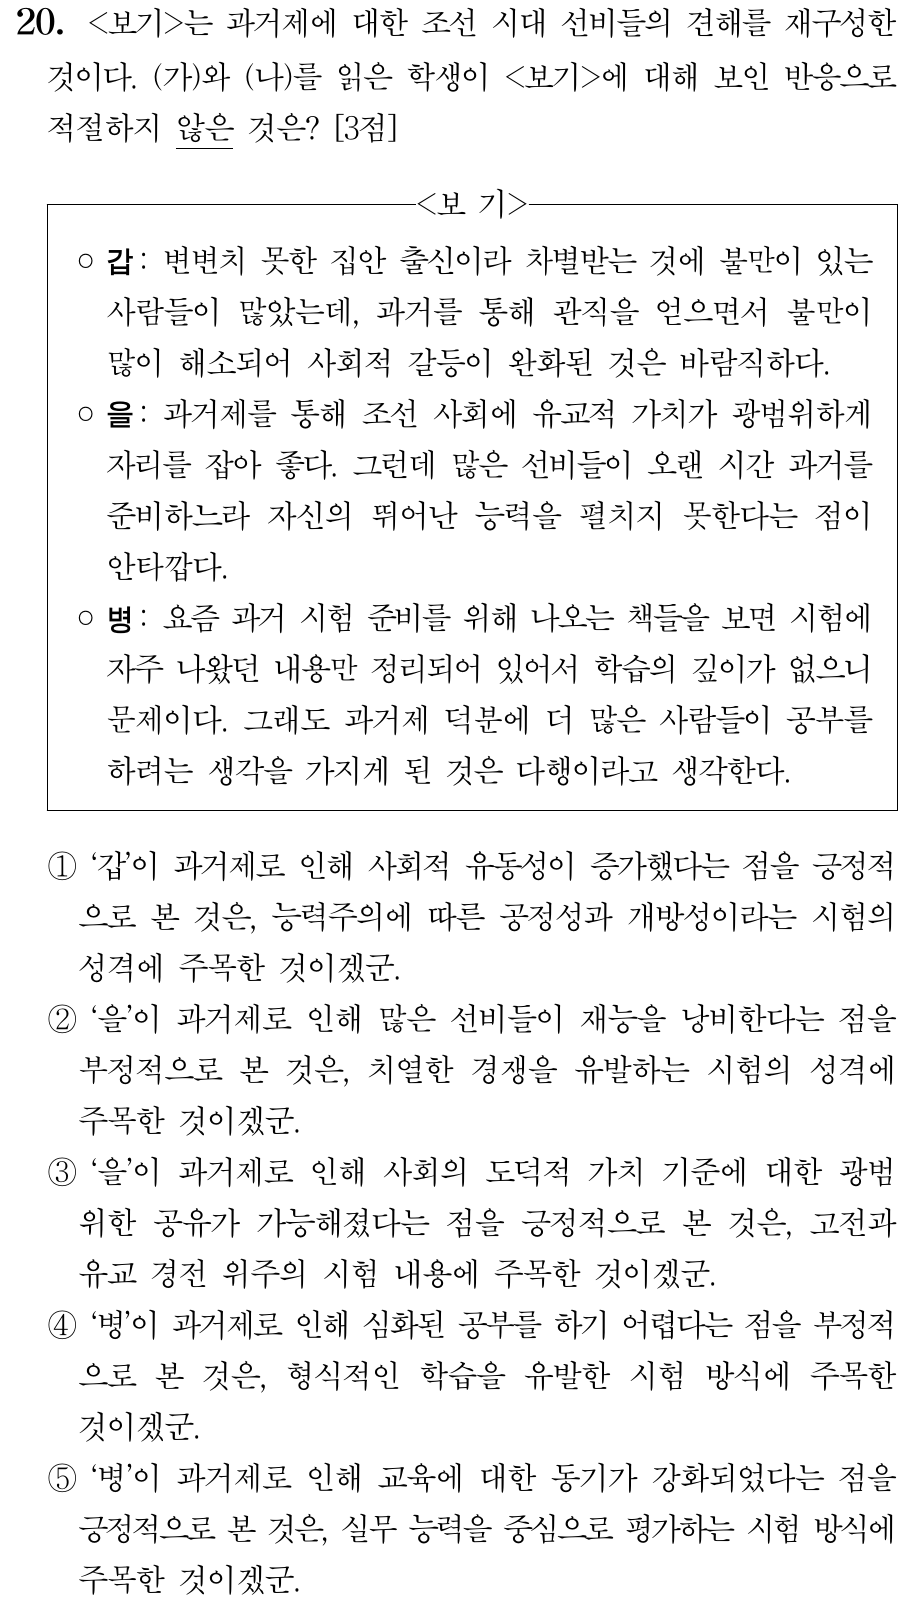 20. <보기>는 과거제에 대한 조선 시대 선비들의 견해를 재구성한
것이다. (가)와 (나)를 읽은 학생이 <보기>에 대해 보인 반응으로
적절하지 않은 것은? [3점]
<보 기>
○ 갑: 변변치 못한 집안 출신이라 차별받는 것에 불만이 있는
사람들이 많았는데, 과거를 통해 관직을 얻으면서 불만이
많이 해소되어 사회적 갈등이 완화된 것은 바람직하다.
○ 을: 과거제를 통해 조선 사회에 유교적 가치가 광범위하게
자리를 잡아 좋다. 그런데 많은 선비들이 오랜 시간 과거를
준비하느라 자신의 뛰어난 능력을 펼치지 못한다는 점이
안타깝다.
○ 병: 요즘 과거 시험 준비를 위해 나오는 책들을 보면 시험에
자주 나왔던 내용만 정리되어 있어서 학습의 깊이가 없으니
문제이다. 그래도 과거제 덕분에 더 많은 사람들이 공부를
하려는 생각을 가지게 된 것은 다행이라고 생각한다.
① ‘갑’이 과거제로 인해 사회적 유동성이 증가했다는 점을 긍정적
으로 본 것은, 능력주의에 따른 공정성과 개방성이라는 시험의
성격에 주목한 것이겠군.
② ‘을’이 과거제로 인해 많은 선비들이 재능을 낭비한다는 점을
부정적으로 본 것은, 치열한 경쟁을 유발하는 시험의 성격에
주목한 것이겠군.
③ ‘을’이 과거제로 인해 사회의 도덕적 가치 기준에 대한 광범
위한 공유가 가능해졌다는 점을 긍정적으로 본 것은, 고전과
유교 경전 위주의 시험 내용에 주목한 것이겠군.
④ ‘병’이 과거제로 인해 심화된 공부를 하기 어렵다는 점을 부정적
으로 본 것은, 형식적인 학습을 유발한 시험 방식에 주목한
것이겠군.
⑤ ‘병’이 과거제로 인해 교육에 대한 동기가 강화되었다는 점을
긍정적으로 본 것은, 실무 능력을 중심으로 평가하는 시험 방식에
주목한 것이겠군.